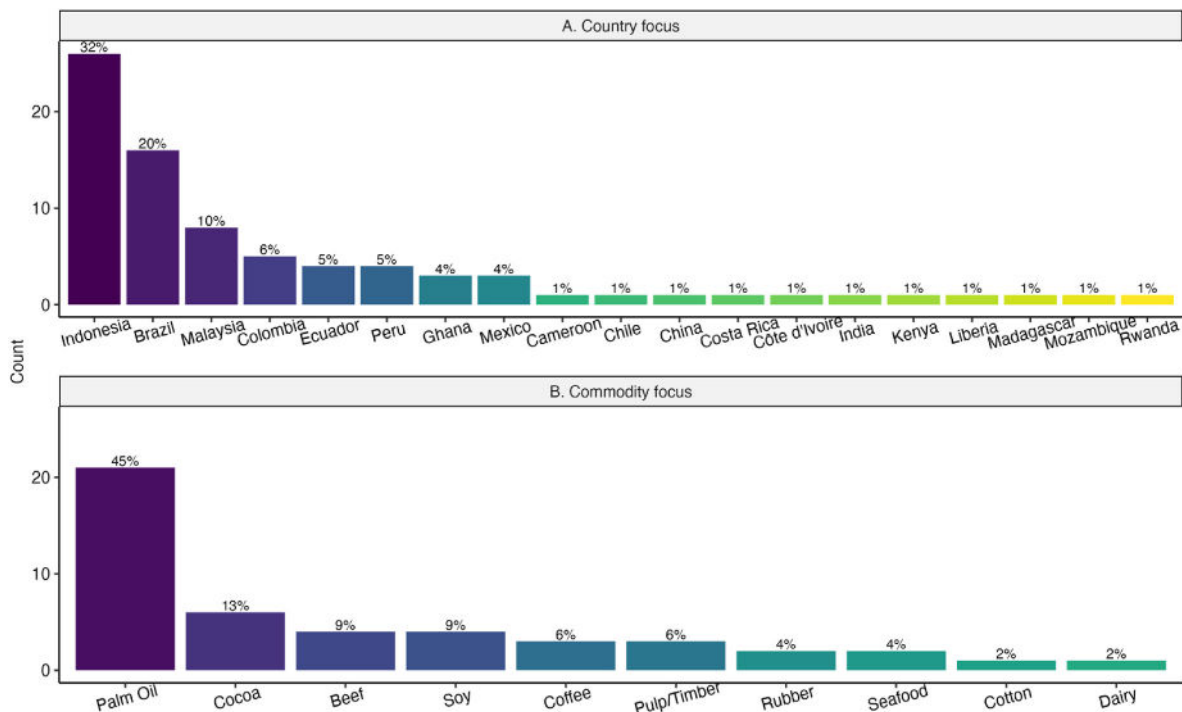 A. Country focus
32%
20%
10%
6%
5%
5%
4%
4%
1%
1%
1%
1%
1%
1%
1%
1%
1%
1%
1%
20
10
0
Indonesia
Brazil
Malaysia
Colombia
Ecuador
Peru
Ghana
Mexico
Cameroon
Chile
China
Costa Rica
Côte d'Ivoire
India
Kenya
Liberia
Madagascar
Mozambique
Rwanda
Count
B. Commodity focus
45%
13%
9%
9%
6%
6%
4%
4%
2%
2%
20
10
0
Palm Oil
Cocoa
Beef
Soy
Coffee
Pulp/Timber
Rubber
Seafood
Cotton
Dairy